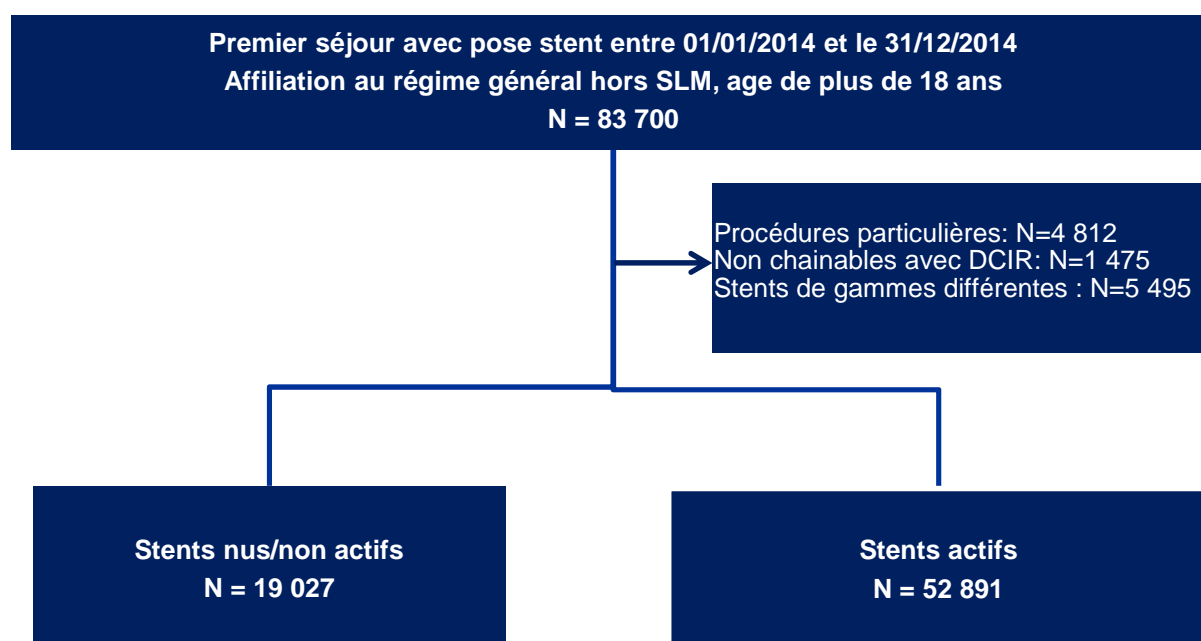 Premier séjour avec pose stent entre 01/01/2014 et le 31/12/2014
Affiliation au régime général hors SLM, age de plus de 18 ans
N = 83 700
Procédures particulières: N=4 812
Non chainables avec DCIR: N=1 475
Stents de gammes différentes : N=5 495
Stents nus/non actifs
N = 19 027
Stents actifs
N = 52 891